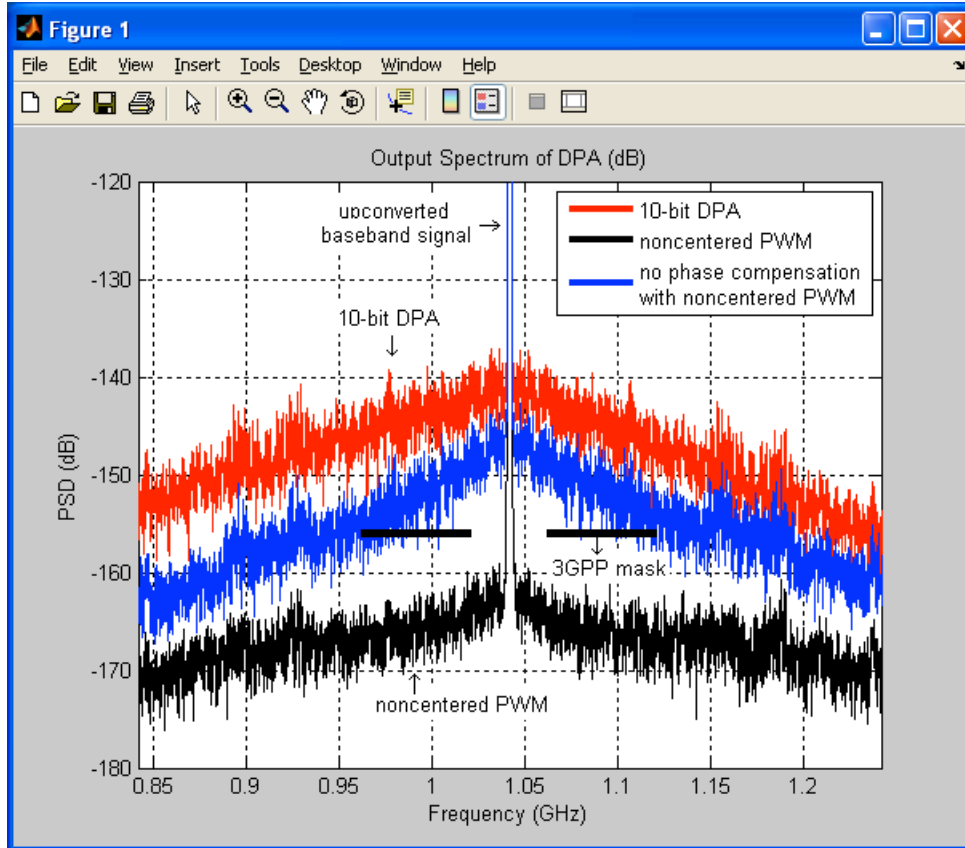 Figure 1
File Edit View Insert Tools Desktop Window Help
Output Spectrum of DPA (dB)
-120
-130
-140
-150
-160
-170
-180
PSD (dB)
upconverted
baseband signal
10-bit DPA
noncentered PWM
no phase compensation
with noncentered PWM
10-bit DPA
3GPP mask
noncentered PWM
0.85 0.9 0.95 1 1.05 1.1 1.15 1.2
Frequency (GHz)